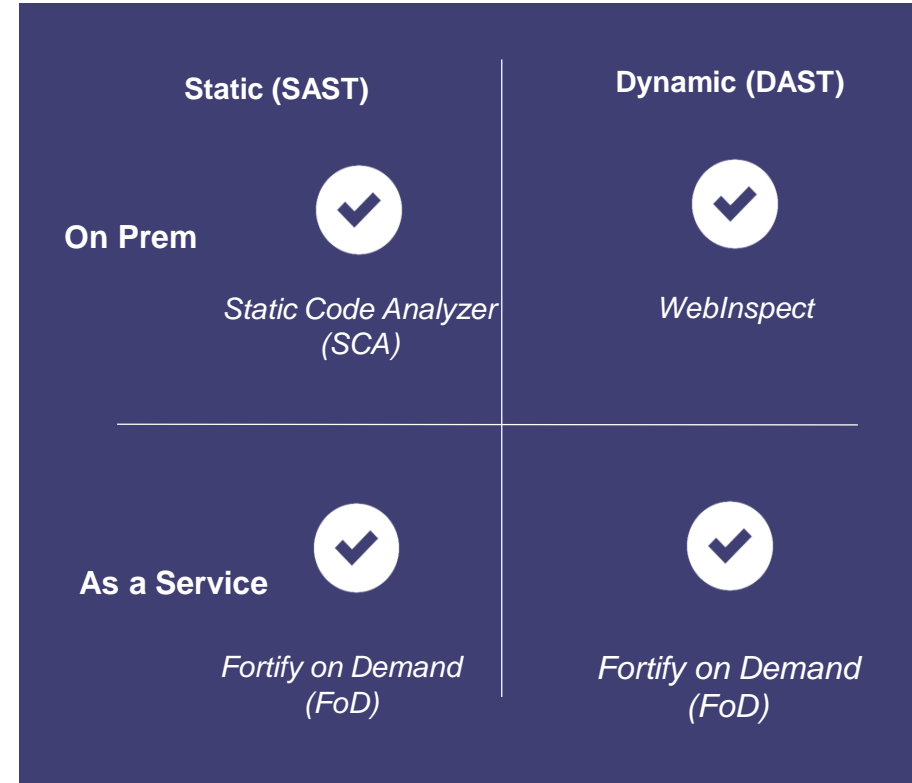 Static (SAST)
Dynamic (DAST)
On Prem
Static Code Analyzer
(SCA)
WebInspect
As a Service
Fortify on Demand
(FoD)
Fortify on Demand
(FoD)